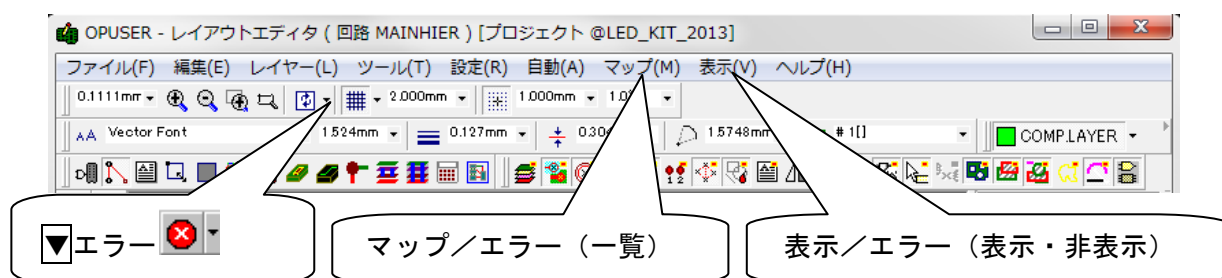 OPUSER - レイアウトエディタ ( 回路 MAINHIER ) [プロジェクト @LED_KIT_2013]
ファイル(F) 編集(E) レイヤー(L) ツール(T) 設定(R) 自動(A) マップ(M) 表示(V) ヘルプ(H)
0.1111mm 2.000mm 1.000mm
Vector Font 1.524mm 0.127mm 1.5748mm # 1[] COMP.LAYER
▼エラー
マップ／エラー（一覧）
表示／エラー（表示・非表示）